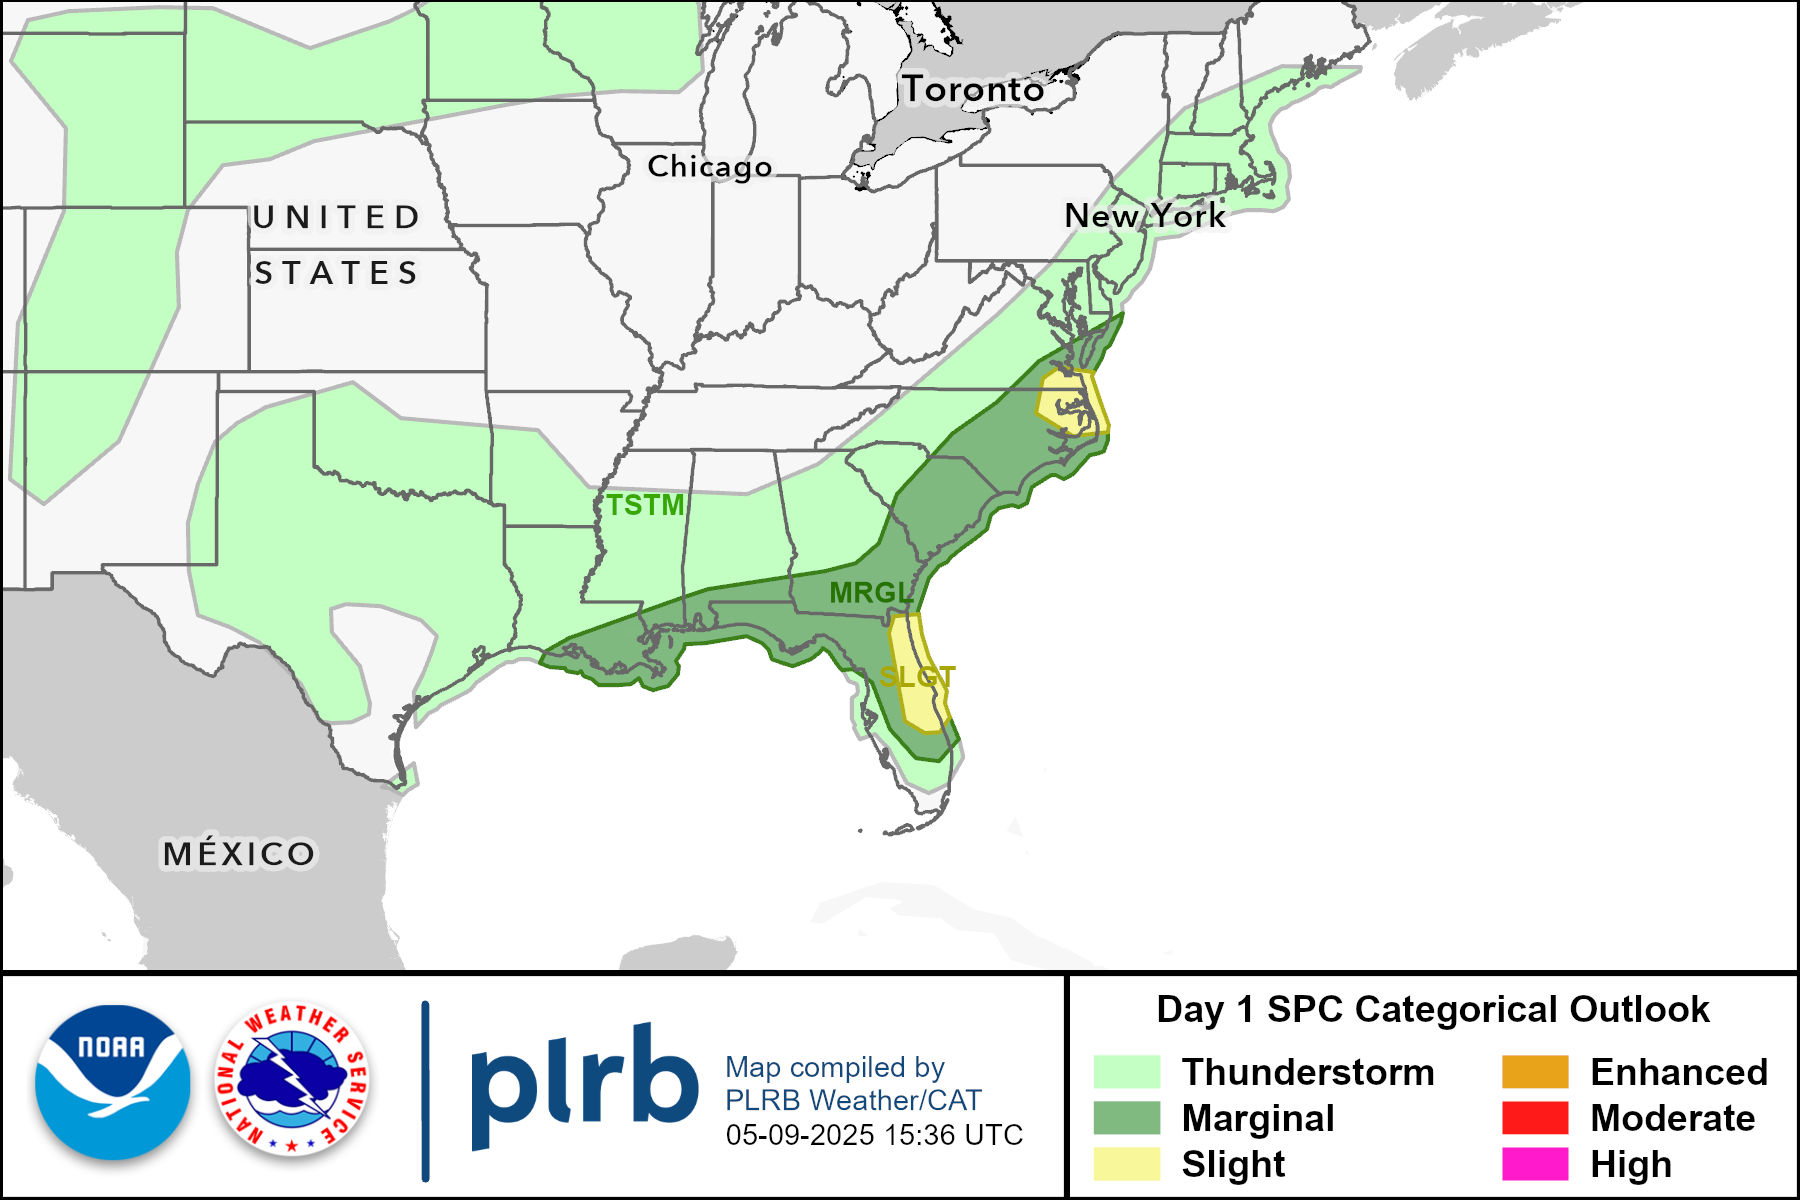 Toronto
Chicago
New York
UNITED
STATES
TSTM
MRGL
SLGT
MÉXICO
NOAA
NATIONAL WEATHER SERVICE
plrb
Map compiled by
PLRB Weather/CAT
05-09-2025 15:36 UTC
Day 1 SPC Categorical Outlook
Thunderstorm
Marginal
Slight
Enhanced
Moderate
High